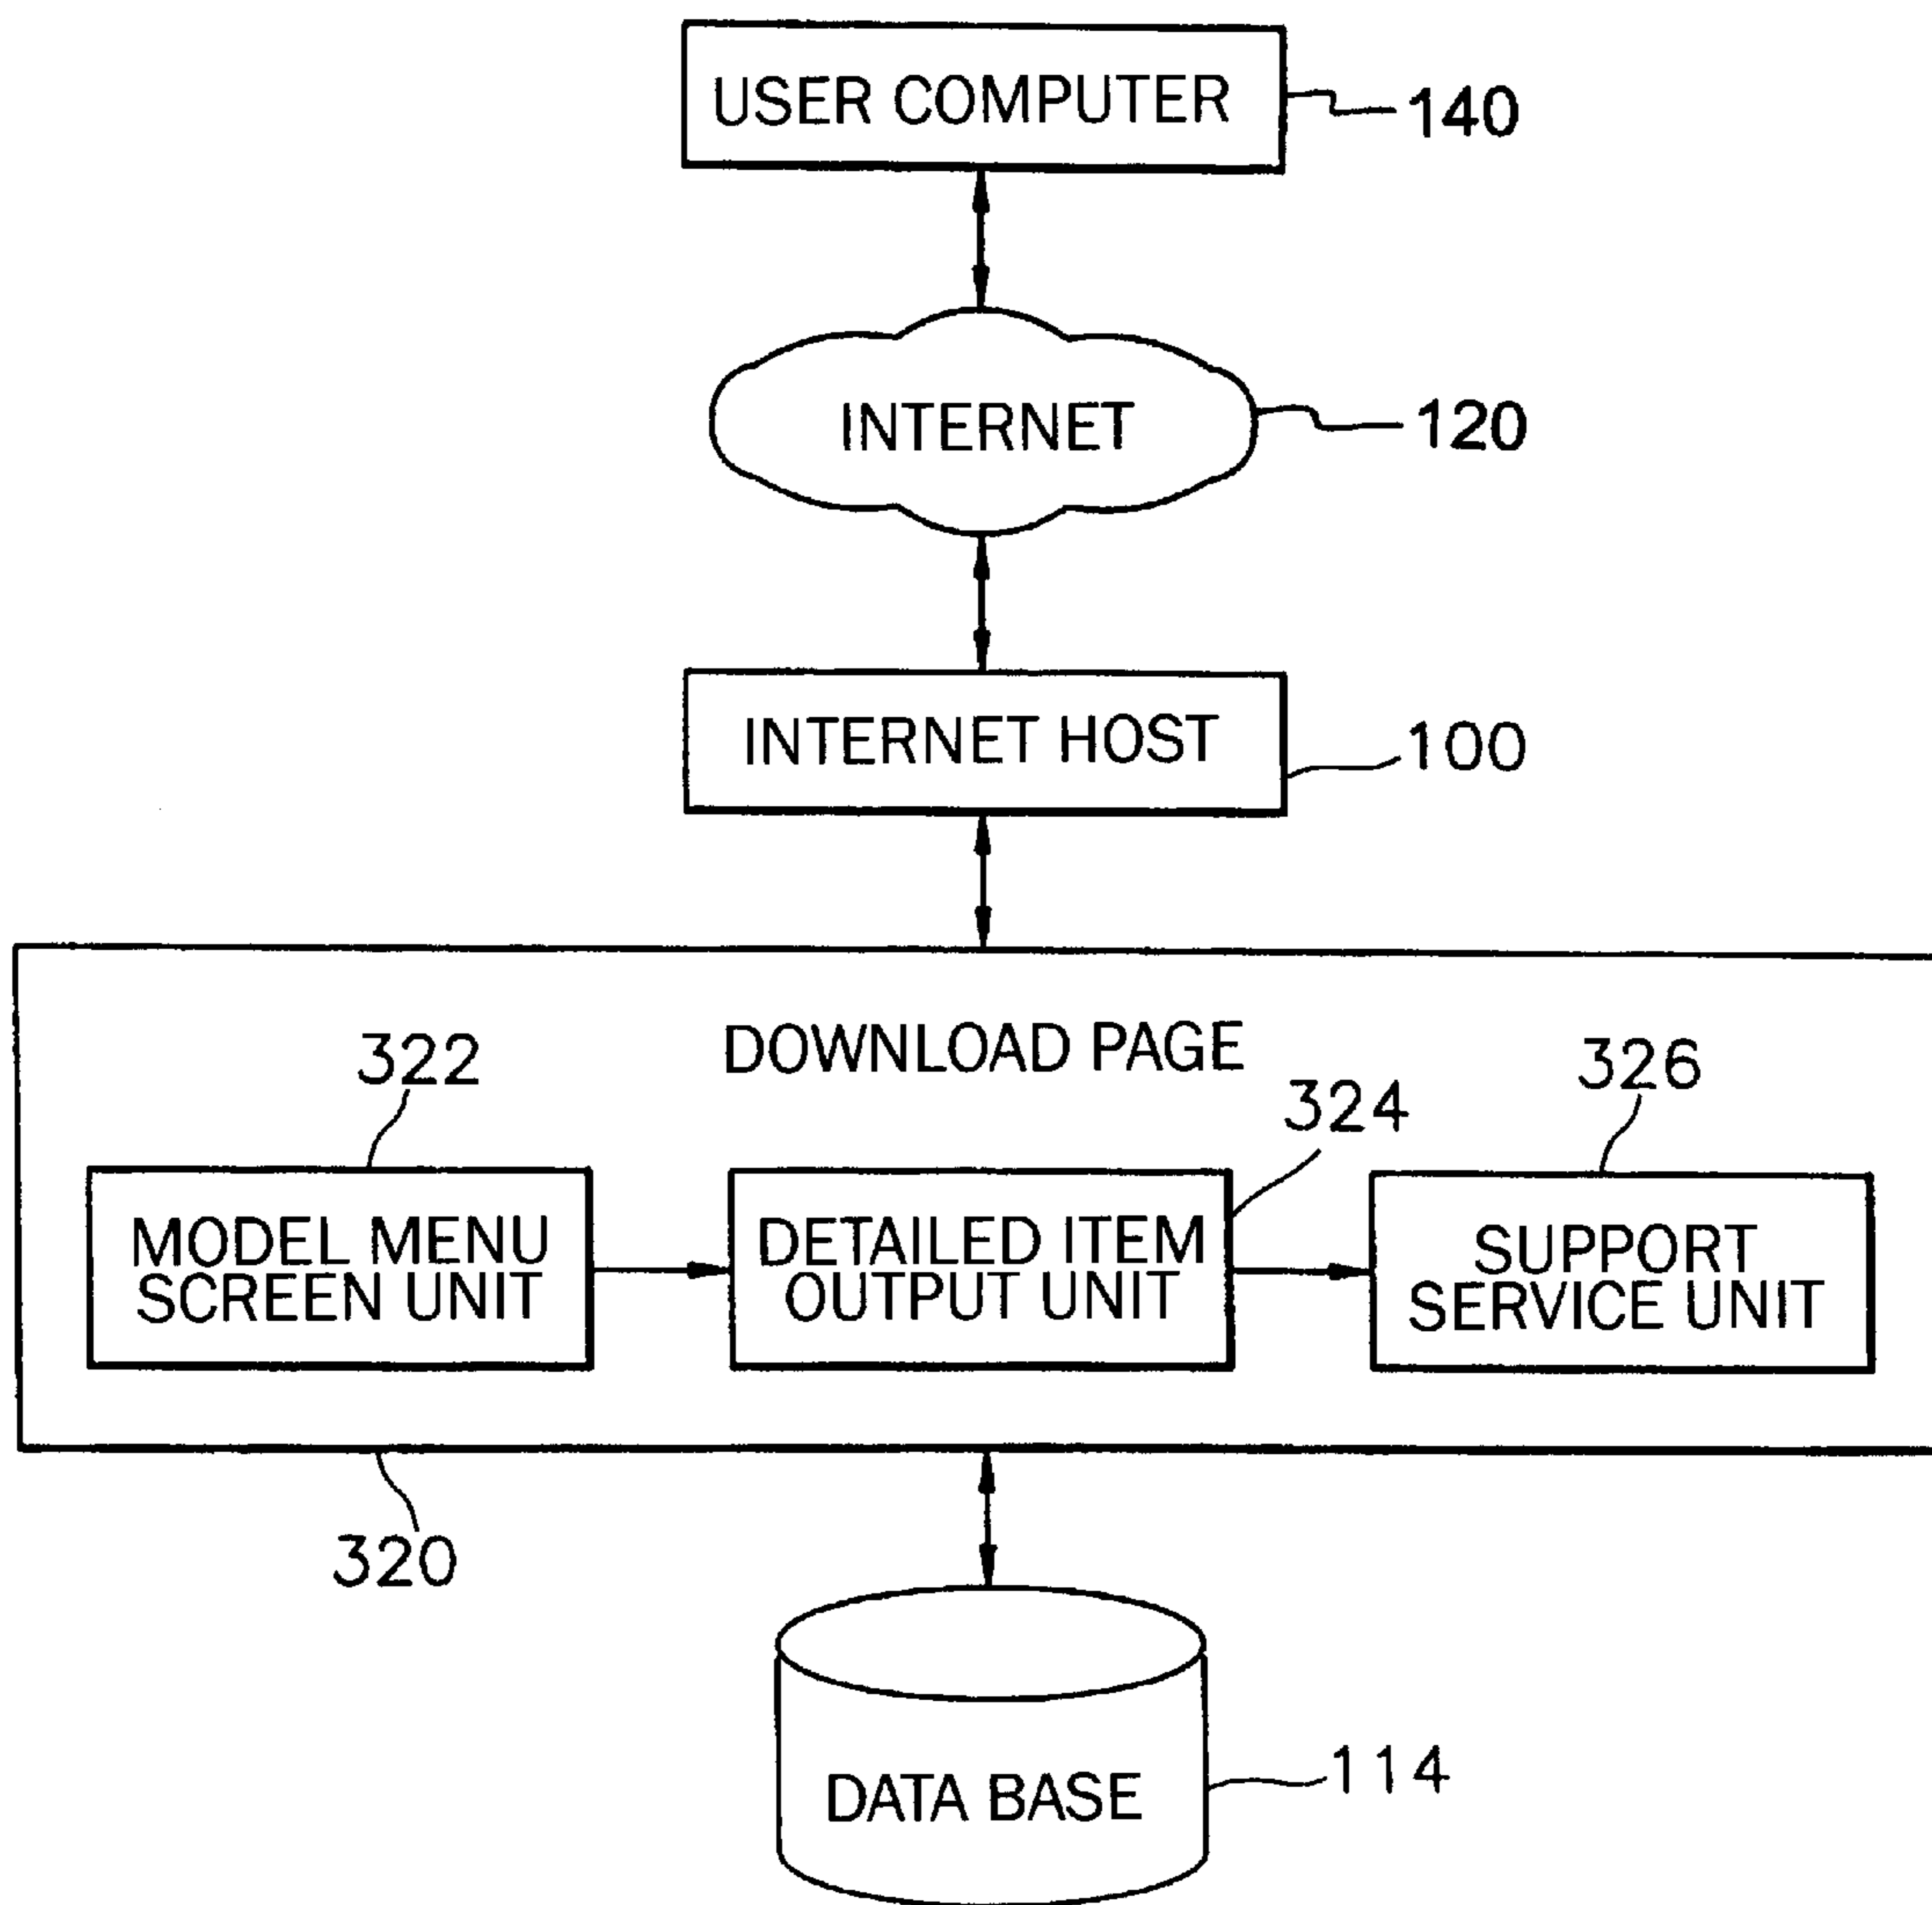 USER COMPUTER
140
INTERNET
120
INTERNET HOST
100
DOWNLOAD PAGE
322
324
326
MODEL MENU
SCREEN UNIT
DETAILED ITEM
OUTPUT UNIT
SUPPORT
SERVICE UNIT
320
DATA BASE
114